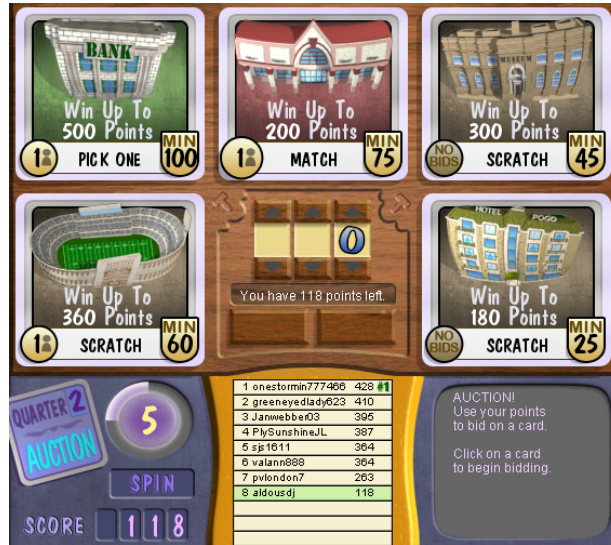 BANK
Win Up To
500 Points
1
PICK ONE
MIN
100
Win Up To
200 Points
1
MATCH
MIN
75
MUSEUM
Win Up To
300 Points
NO
BIDS
SCRATCH
MIN
45
Win Up To
360 Points
1
SCRATCH
MIN
60
0
You have 118 points left.
HOTEL POGO
Win Up To
180 Points
NO
BIDS
SCRATCH
MIN
25
QUARTER 2
AUCTION
5
SPIN
SCORE 118
1 onestormin777466 428 #1
2 greeneyedlady623 410
3 Janwebber03 395
4 PlySunshineJL 387
5 sjs1611 364
6 valann888 364
7 pvlondon7 263
8 aldousdj 118
AUCTION!
Use your points
to bid on a card.
Click on a card
to begin bidding.